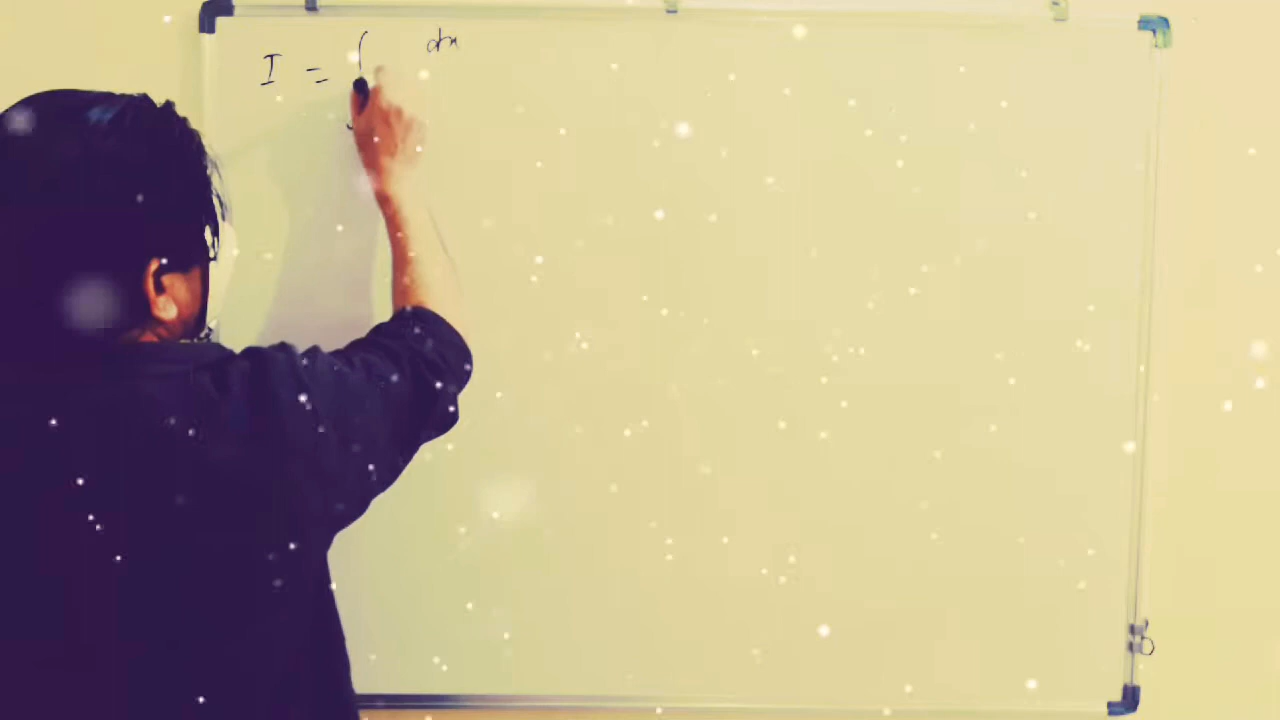 I = ∫ dx